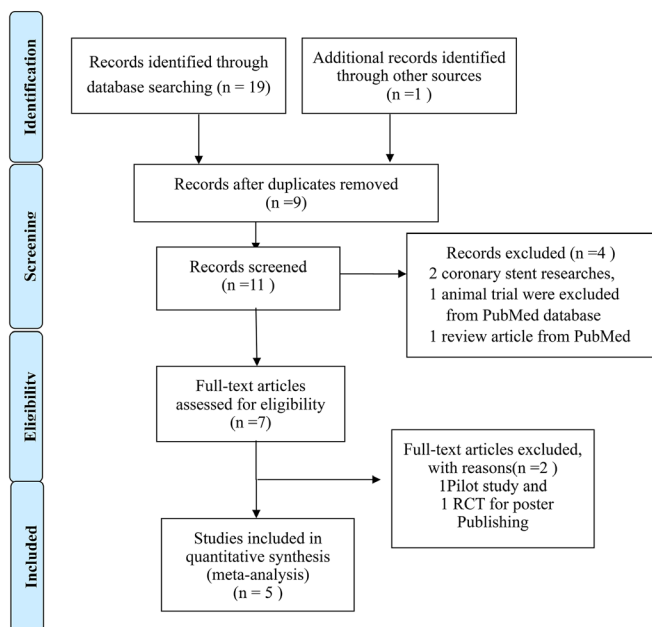 Identification
Records identified through
database searching (n = 19)
Additional records identified
through other sources
(n =1 )
Screening
Records after duplicates removed
(n =9)
Records screened
(n =11 )
Records excluded (n =4 )
2 coronary stent researches,
1 animal trial were excluded
from PubMed database
1 review article from PubMed
Eligibility
Full-text articles
assessed for eligibility
(n =7)
Full-text articles excluded,
with reasons(n =2 )
1Pilot study and
1 RCT for poster
Publishing
Included
Studies included in
quantitative synthesis
(meta-analysis)
(n = 5 )